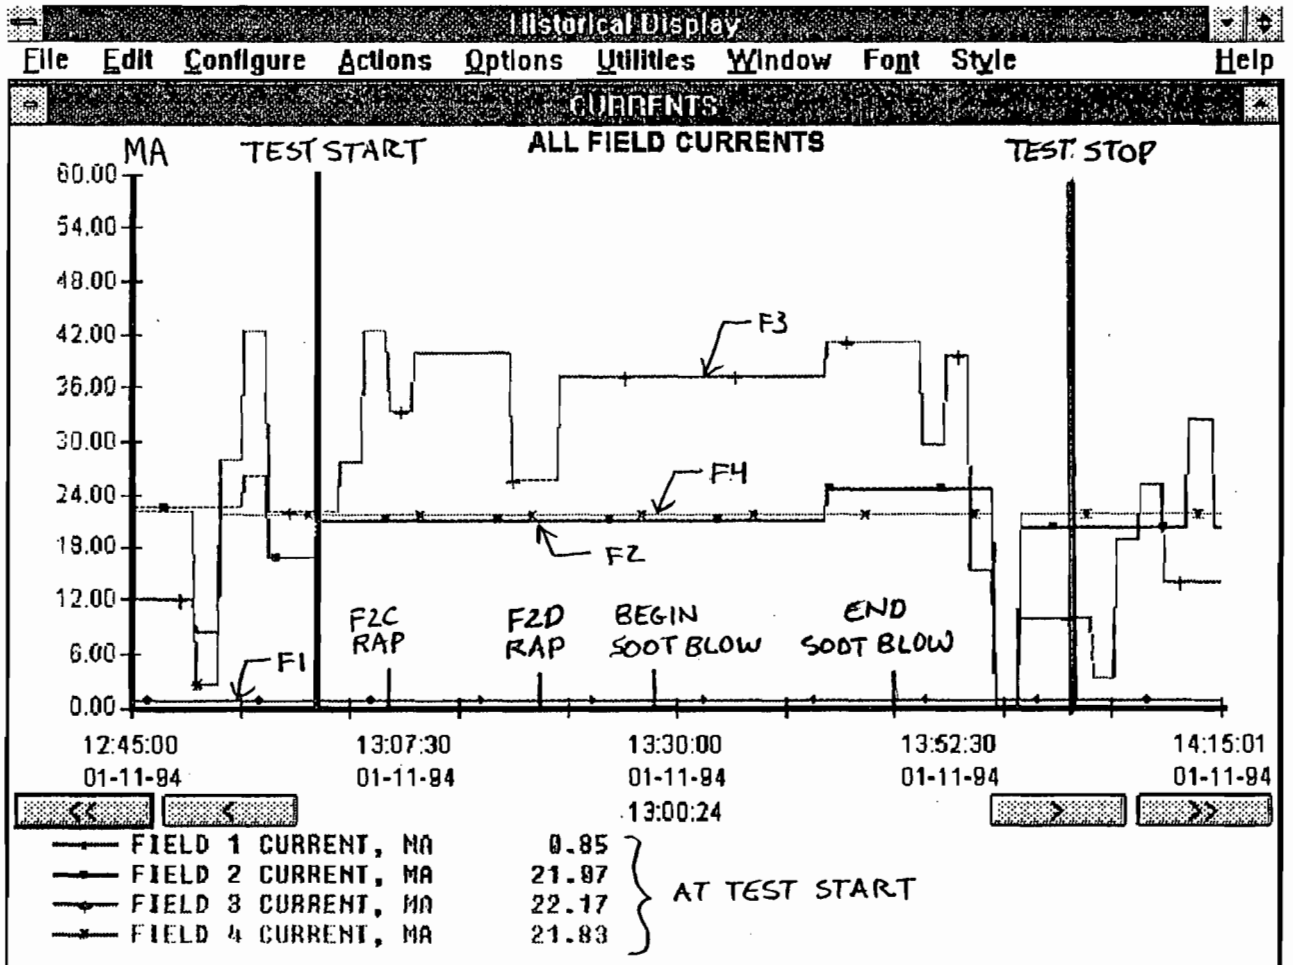 Historical Display
File Edit Configure Actions Options Utilities Window Font Style Help
CURRENTS
ALL FIELD CURRENTS
MA TEST START TEST STOP
60.00
54.00
48.00
42.00
36.00
30.00
24.00
18.00
12.00
6.00
0.00
F3
F4
F2
F1
F2C
RAP
F2D
RAP
BEGIN
SOOT BLOW
END
SOOT BLOW
12:45:00 13:07:30 13:30:00 13:52:30 14:15:01
01-11-94 01-11-94 01-11-94 01-11-94 01-11-94
<< < 13:00:24 > >>
FIELD 1 CURRENT, MA 0.85
FIELD 2 CURRENT, MA 21.07
FIELD 3 CURRENT, MA 22.17
FIELD 4 CURRENT, MA 21.83
AT TEST START